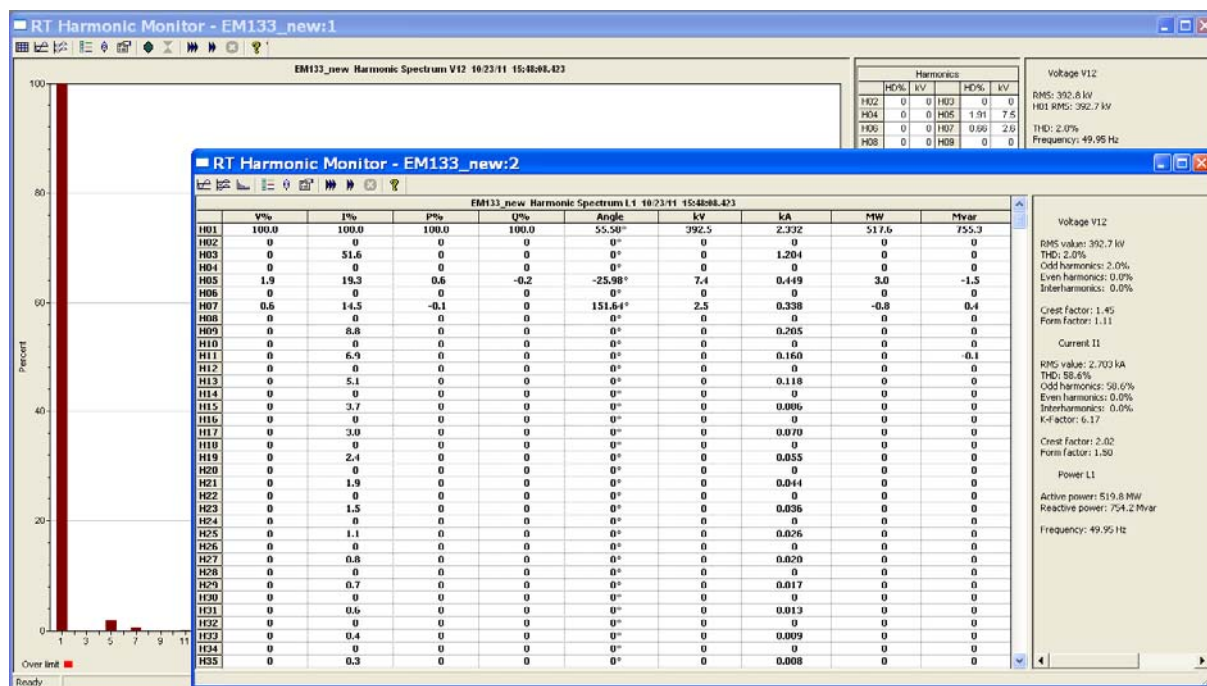 RT Harmonic Monitor - EM133_new:1
EM133_new Harmonic Spectrum V12 10/23/11 15:48:08.423
Harmonics
HD% kV HD% kV
H02 0 0 H03 0 0
H04 0 0 H05 1.91 7.5
H06 0 0 H07 0.66 2.6
H08 0 0 H09 0 0
Voltage V12
RMS: 392.8 kV
H01 RMS: 392.7 kV
THD: 2.0%
Frequency: 49.95 Hz
100
80
60
40
20
0
Percent
1 3 5 7 9 11
Over limit
Ready
RT Harmonic Monitor - EM133_new:2
EM133_new Harmonic Spectrum L1 10/23/11 15:48:08.423
V% I% P% Q% Angle kV kA MW Mvar
H01 100.0 100.0 100.0 100.0 55.58° 392.5 2.332 517.6 755.3
H02 0 0 0 0 0° 0 0 0 0
H03 0 51.6 0 0 0° 0 1.204 0 0
H04 0 0 0 0 0° 0 0 0 0
H05 1.9 19.3 0.6 -0.2 -25.98° 7.4 0.449 3.0 -1.5
H06 0 0 0 0 0° 0 0 0 0
H07 0.6 14.5 -0.1 0 151.64° 2.5 0.338 -0.8 0.4
H08 0 0 0 0 0° 0 0 0 0
H09 0 8.8 0 0 0° 0 0.205 0 0
H10 0 0 0 0 0° 0 0 0 0
H11 0 6.9 0 0 0° 0 0.160 0 -0.1
H12 0 0 0 0 0° 0 0 0 0
H13 0 5.1 0 0 0° 0 0.118 0 0
H14 0 0 0 0 0° 0 0 0 0
H15 0 3.7 0 0 0° 0 0.086 0 0
H16 0 0 0 0 0° 0 0 0 0
H17 0 3.0 0 0 0° 0 0.070 0 0
H18 0 0 0 0 0° 0 0 0 0
H19 0 2.4 0 0 0° 0 0.055 0 0
H20 0 0 0 0 0° 0 0 0 0
H21 0 1.9 0 0 0° 0 0.044 0 0
H22 0 0 0 0 0° 0 0 0 0
H23 0 1.5 0 0 0° 0 0.036 0 0
H24 0 0 0 0 0° 0 0 0 0
H25 0 1.1 0 0 0° 0 0.026 0 0
H26 0 0 0 0 0° 0 0 0 0
H27 0 0.8 0 0 0° 0 0.020 0 0
H28 0 0 0 0 0° 0 0 0 0
H29 0 0.7 0 0 0° 0 0.017 0 0
H30 0 0 0 0 0° 0 0 0 0
H31 0 0.6 0 0 0° 0 0.013 0 0
H32 0 0 0 0 0° 0 0 0 0
H33 0 0.4 0 0 0° 0 0.009 0 0
H34 0 0 0 0 0° 0 0 0 0
H35 0 0.3 0 0 0° 0 0.008 0 0
Voltage V12
RMS value: 392.7 kV
THD: 2.0%
Odd harmonics: 2.0%
Even harmonics: 0.0%
Interharmonics: 0.0%
Crest factor: 1.45
Form factor: 1.11
Current I1
RMS value: 2.703 kA
THD: 58.6%
Odd harmonics: 58.6%
Even harmonics: 0.0%
Interharmonics: 0.0%
K-Factor: 6.17
Crest factor: 2.02
Form factor: 1.50
Power L1
Active power: 519.8 MW
Reactive power: 754.2 Mvar
Frequency: 49.95 Hz